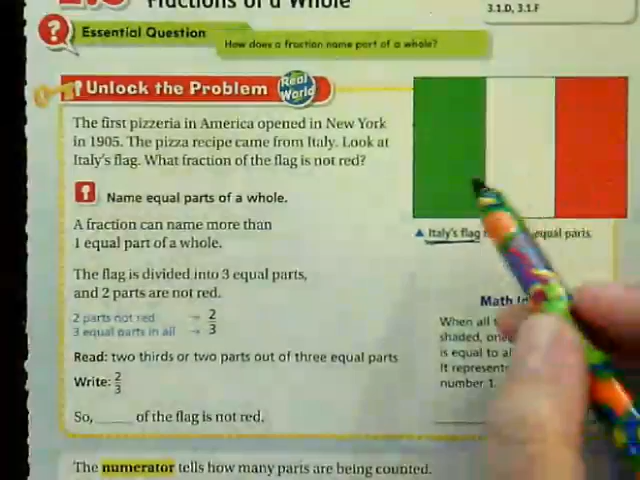 Fractions of a Whole
3.1.D, 3.1.F
? Essential Question
How does a fraction name part of a whole?
Unlock the Problem
Real World
The first pizzeria in America opened in New York
in 1905. The pizza recipe came from Italy. Look at
Italy's flag. What fraction of the flag is not red?
Name equal parts of a whole.
A fraction can name more than
1 equal part of a whole.
The flag is divided into 3 equal parts,
and 2 parts are not red.
2 parts not red → 2
3 equal parts in all → 3
Read: two thirds or two parts out of three equal parts
Write: 2/3
So, ____ of the flag is not red.
▲ Italy's flag equal parts.
Math
When all
shaded, one
is equal to
It represents
number 1.
The numerator tells how many parts are being counted.